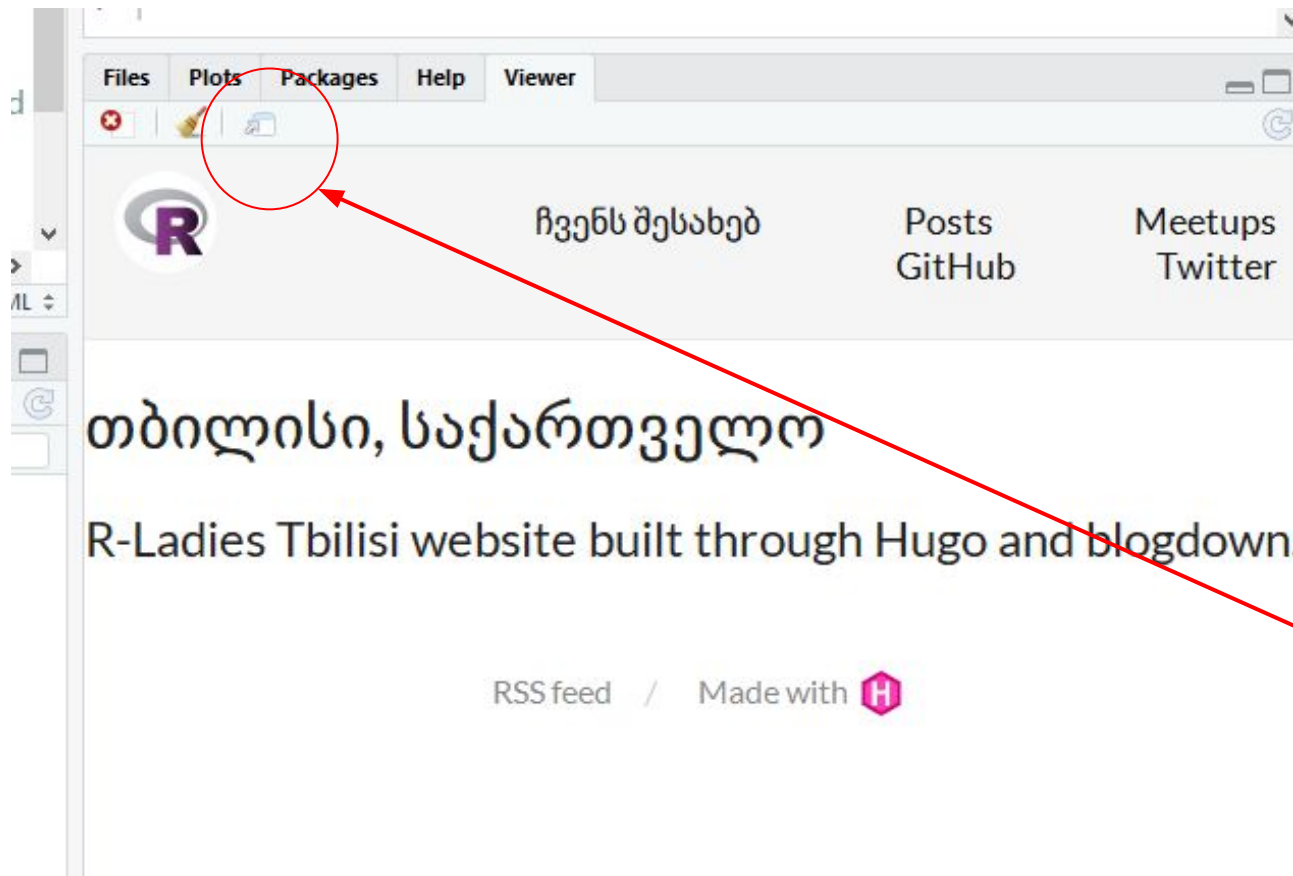 d
Files Plots Packages Help Viewer
R
ჩვენს შესახებ Posts Meetups
GitHub Twitter
ML
თბილისი, საქართველო
R-Ladies Tbilisi website built through Hugo and blogdown.
RSS feed / Made with H